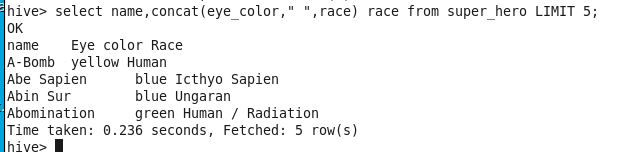 hive> select name,concat(eye_color," ",race) race from super_hero LIMIT 5;
OK
name    Eye color Race
A-Bomb  yellow Human
Abe Sapien      blue Icthyo Sapien
Abin Sur        blue Ungaran
Abomination     green Human / Radiation
Time taken: 0.236 seconds, Fetched: 5 row(s)
hive>